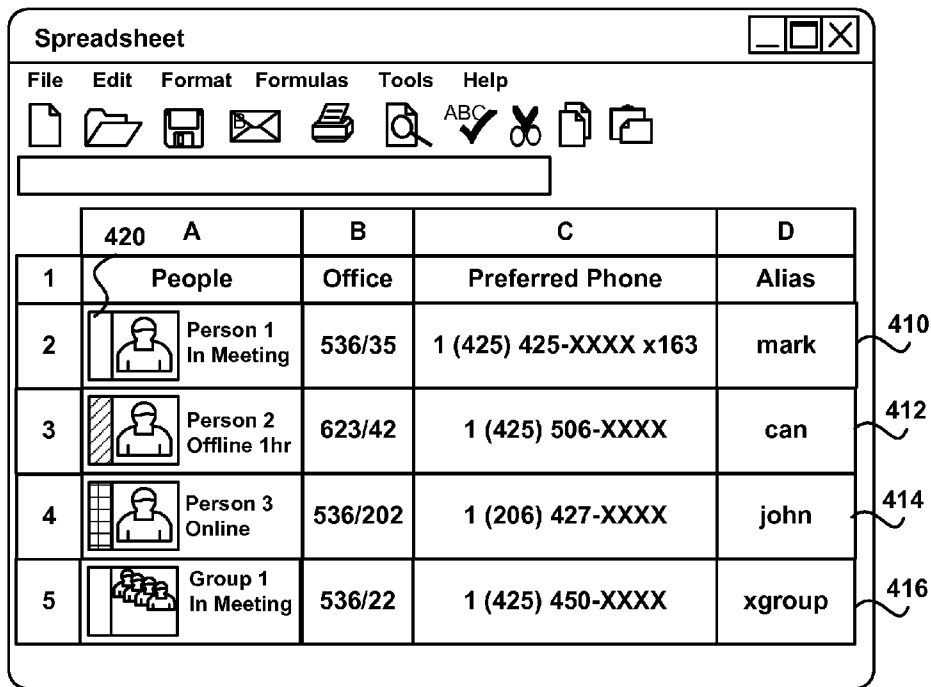 Spreadsheet
File Edit Format Formulas Tools Help
B ABC
420 A B C D
1 People Office Preferred Phone Alias
2 Person 1 In Meeting 536/35 1 (425) 425-XXXX x163 mark 410
3 Person 2 Offline 1hr 623/42 1 (425) 506-XXXX can 412
4 Person 3 Online 536/202 1 (206) 427-XXXX john 414
5 Group 1 In Meeting 536/22 1 (425) 450-XXXX xgroup 416